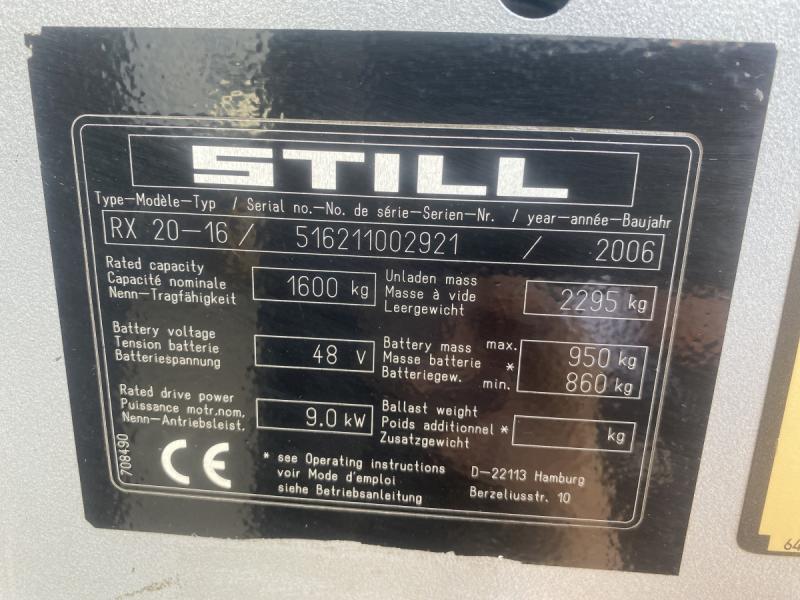 STILL
Type-Modèle-Typ / Serial no.-No. de série-Serien-Nr. / year-année-Baujahr
RX 20-16 / 516211002921 / 2006
Rated capacity
Capacité nominale
Nenn-Tragfähigkeit
1600 kg
Unladen mass
Masse à vide
Leergewicht
2295 kg
Battery voltage
Tension batterie
Batteriespannung
48 V
Battery mass max.
Masse batterie *
Batteriegew. min.
950 kg
860 kg
Rated drive power
Puissance motr.nom.
Nenn-Antriebsleist.
9.0 kW
Ballast weight
Poids additionnel *
Zusatzgewicht
kg
708490
CE
* see Operating instructions
voir Mode d'emploi
siehe Betriebsanleitung
D-22113 Hamburg
Berzeliusstr. 10